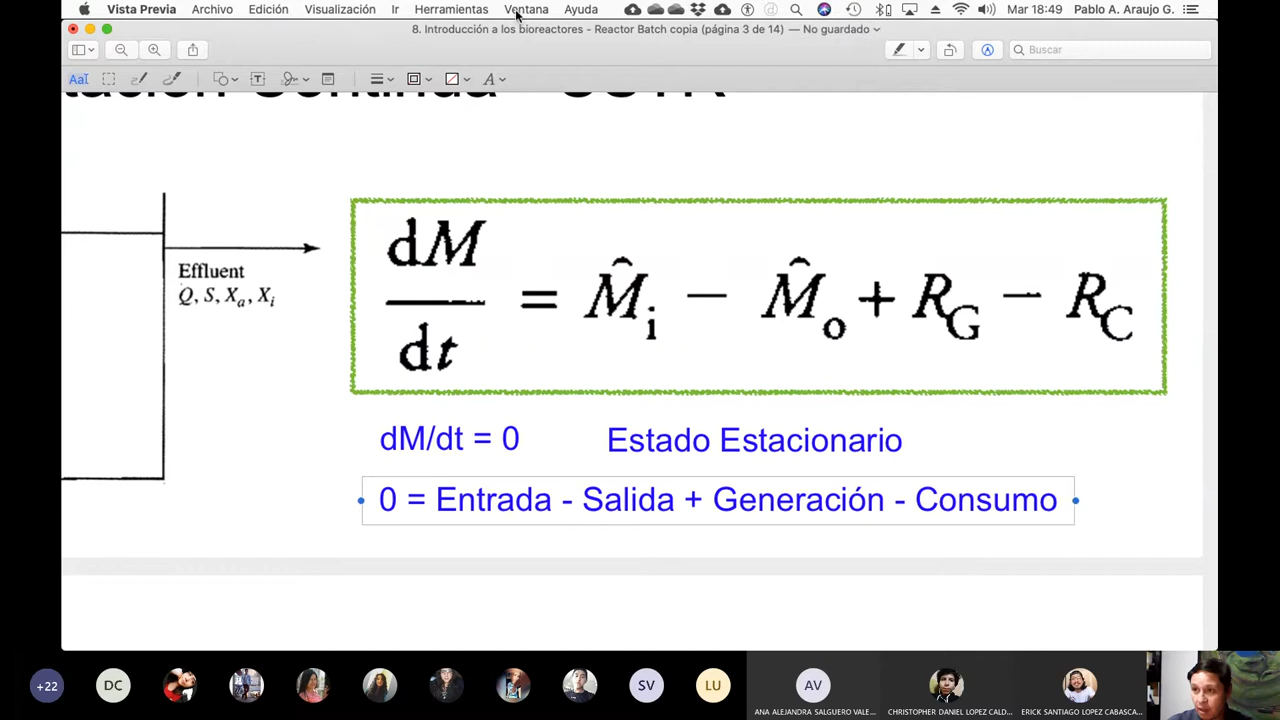 Vista Previa Archivo Edición Visualización Ir Herramientas Ventana Ayuda Mar 18:49 Pablo A. Araujo G.
8. Introducción a los bioreactores - Reactor Batch copia (página 3 de 14) — No guardado
Buscar
Effluent
Q, S, Xₐ, Xᵢ
dM/dt = M̂ᵢ − M̂ₒ + R_G − R_C
dM/dt = 0 Estado Estacionario
0 = Entrada - Salida + Generación - Consumo
+22 DC SV LU AV
ANA ALEJANDRA SALGUERO VALE... CHRISTOPHER DANIEL LOPEZ CALD... ERICK SANTIAGO LOPEZ CABASCA...